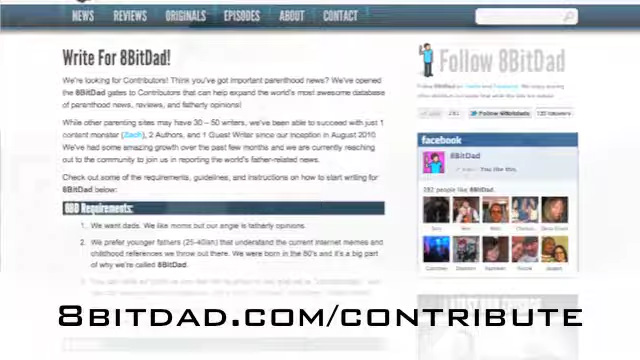 NEWS REVIEWS ORIGINALS EPISODES ABOUT CONTACT
Write For 8BitDad!
We're looking for Contributors! Think you've got important parenthood news? We've opened
the 8BitDad gates to Contributors that can help expand the world's most awesome database
of parenthood news, reviews, and fatherly opinions!
While other parenting sites may have 30 – 50 writers, we've been able to succeed with just 1
content monster (Zach), 2 Authors, and 1 Guest Writer since our inception in August 2010.
We've had some amazing growth over the past few months and we are currently reaching
out to the community to join us in reporting the world's father-related news.
Check out some of the requirements, guidelines, and instructions on how to start writing for
8BitDad below:
8BD Requirements:
1. We want dads. We like moms but our angle is fatherly opinions.
2. We prefer younger fathers (25-40ish) that understand the current internet memes and
childhood references we throw out there. We were born in the 80's and it's a big part
of why we're called 8BitDad.
Follow 8BitDad
Follow 8BitDad on
Follow @8bitdads
facebook
8BitDad
You like this.
282 people like 8BitDad.
8BITDAD.COM/CONTRIBUTE